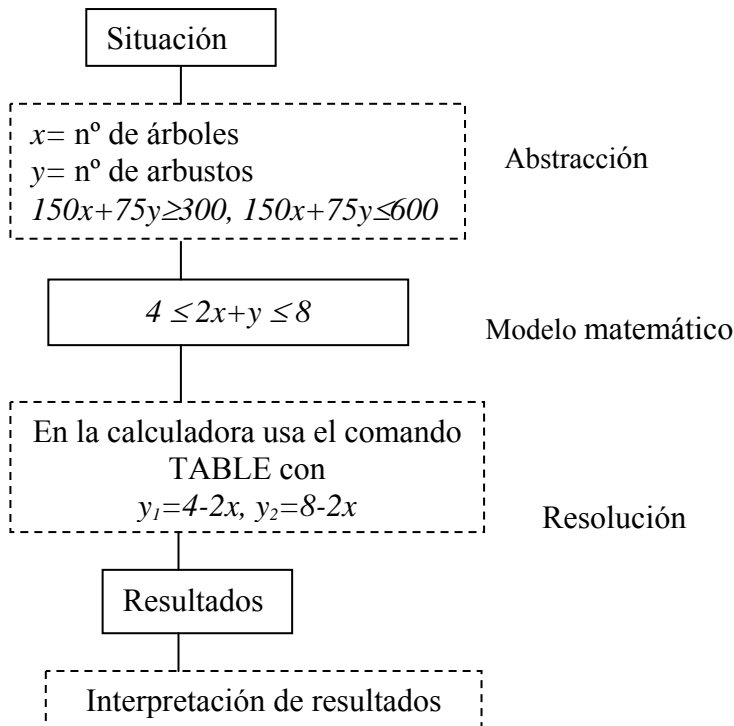 Situación
x= nº de árboles
y= nº de arbustos
150x+75y≥300, 150x+75y≤600
Abstracción
4 ≤2x+y ≤8
Modelo matemático
En la calculadora usa el comando
TABLE con
y₁=4-2x, y₂=8-2x
Resolución
Resultados
Interpretación de resultados